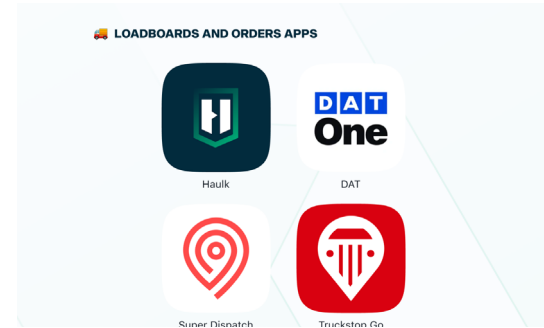 LOADBOARDS AND ORDERS APPS
DAT
One
Haulk
DAT
Super Dispatch
Truckstop Go